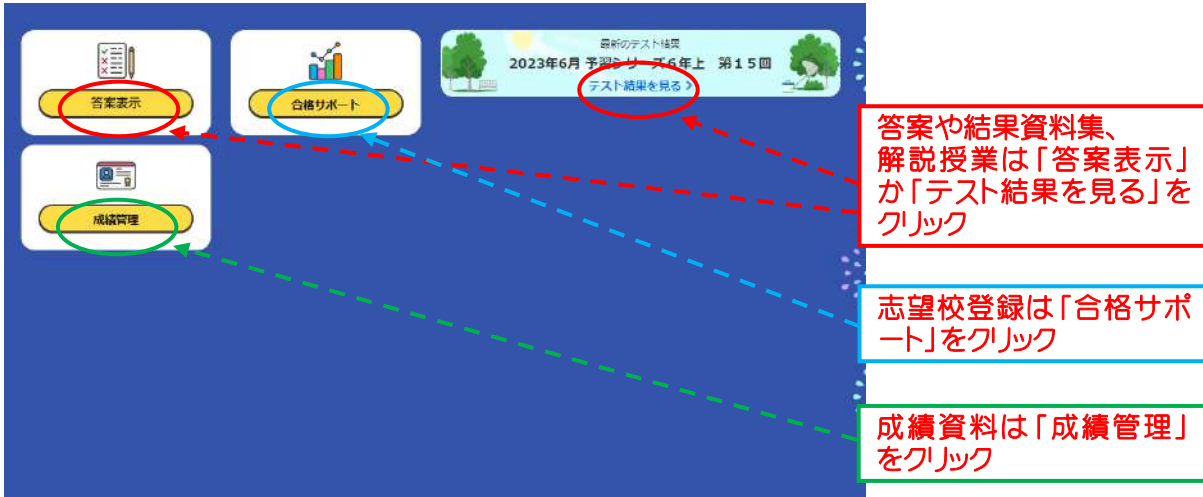 答案表示
合格サポート
最新のテスト結果
2023年6月 予習シリーズ6年上 第15回
テスト結果を見る >
成績管理
答案や結果資料集、
解説授業は「答案表示」
か「テスト結果を見る」を
クリック
志望校登録は「合格サポ
ート」をクリック
成績資料は「成績管理」
をクリック